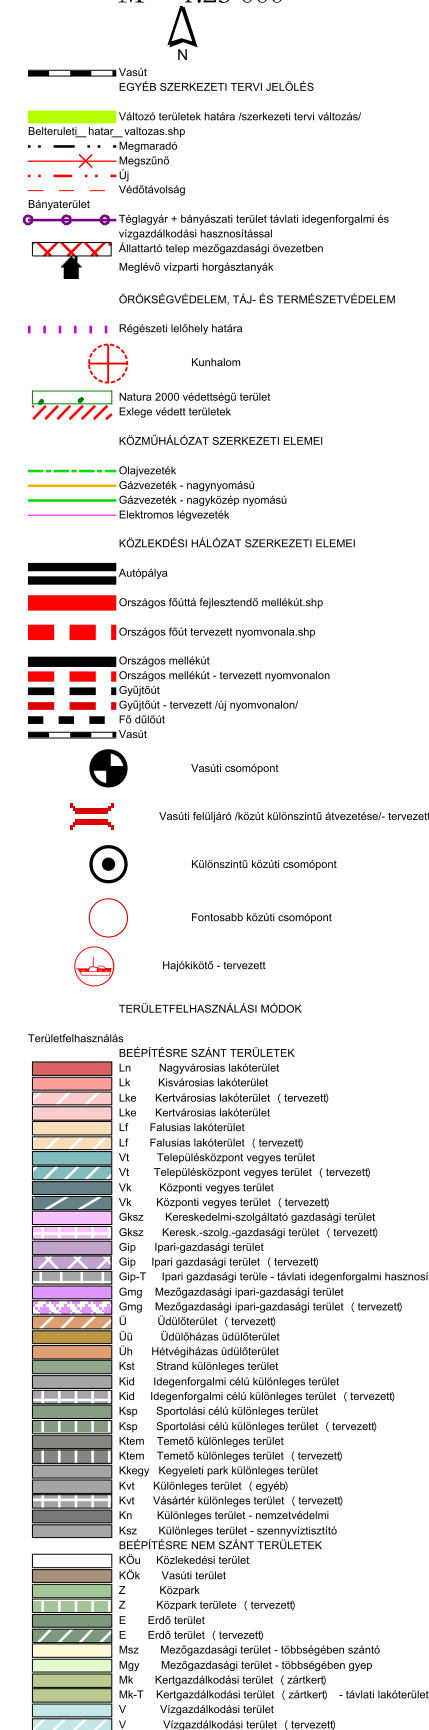 N
Vasút
EGYÉB SZERKEZETI TERVI JELÖLÉS
Változó területek határa /szerkezeti tervi változás/
Belteruleti__hatar__valtozas.shp
Megmaradó
Megszűnő
Új
Védőtávolság
Bányaterület
Téglagyár + bányászati terület távlati idegenforgalmi és
vízgazdálkodási hasznosítással
Állattartó telep mezőgazdasági övezetben
Meglévő vízparti horgásztanyák
ÖRÖKSÉGVÉDELEM, TÁJ- ÉS TERMÉSZETVÉDELEM
Régészeti lelőhely határa
Kunhalom
Natura 2000 védettségű terület
Exlege védett területek
KÖZMŰHÁLÓZAT SZERKEZETI ELEMEI
Olajvezeték
Gázvezeték - nagynyomású
Gázvezeték - nagyközép nyomású
Elektromos légvezeték
KÖZLEKDÉSI HÁLÓZAT SZERKEZETI ELEMEI
Autópálya
Országos főúttá fejlesztendő mellékút.shp
Országos főút tervezett nyomvonala.shp
Országos mellékút
Országos mellékút - tervezett nyomvonalon
Gyűjtőút
Gyűjtőút - tervezett /új nyomvonalon/
Fő dűlőút
Vasút
Vasúti csomópont
Vasúti felüljáró /közút különszintű átvezetése/- tervezett
Különszintű közúti csomópont
Fontosabb közúti csomópont
Hajókikötő - tervezett
TERÜLETFELHASZNÁLÁSI MÓDOK
Területfelhasználás
BEÉPÍTÉSRE SZÁNT TERÜLETEK
Ln Nagyvárosias lakóterület
Lk Kisvárosias lakóterület
Lke Kertvárosias lakóterület (tervezett)
Lke Kertvárosias lakóterület
Lf Falusias lakóterület
Lf Falusias lakóterület (tervezett)
Vt Településközpont vegyes terület
Vt Településközpont vegyes terület (tervezett)
Vk Központi vegyes terület
Vk Központi vegyes terület (tervezett)
Gksz Kereskedelmi-szolgáltató gazdasági terület
Gksz Keresk.-szolg.-gazdasági terület (tervezett)
Gip Ipari-gazdasági terület
Gip Ipari gazdasági terület (tervezett)
Gip-T Ipari gazdasági terüle - távlati idegenforgalmi hasznosí
Gmg Mezőgazdasági ipari-gazdasági terület
Gmg Mezőgazdasági ipari-gazdasági terület (tervezett)
Ü Üdülőterület (tervezett)
Üü Üdülőházas üdülőterület
Üh Hétvégiházas üdülőterület
Kst Strand különleges terület
Kid Idegenforgalmi célú különleges terület
Kid Idegenforgalmi célú különleges terület (tervezett)
Ksp Sportolási célú különleges terület
Ksp Sportolási célú különleges terület (tervezett)
Ktem Temető különleges terület
Ktem Temető különleges terület (tervezett)
Kkegy Kegyeleti park különleges terület
Kvt Különleges terület (egyéb)
Kvt Vásártér különleges terület (tervezett)
Kn Különleges terület - nemzetvédelmi
Ksz Különleges terület - szennyvíztisztító
BEÉPÍTÉSRE NEM SZÁNT TERÜLETEK
KÖu Közlekedési terület
KÖk Vasúti terület
Z Közpark
Z Közpark területe (tervezett)
E Erdő terület
E Erdő terület (tervezett)
Msz Mezőgazdasági terület - többségében szántó
Mgy Mezőgazdasági terület - többségében gyep
Mk Kertgazdálkodási terület (zártkert)
Mk-T Kertgazdálkodási terület (zártkert) - távlati lakóterület
V Vízgazdálkodási terület
V Vízgazdálkodási terület (tervezett)